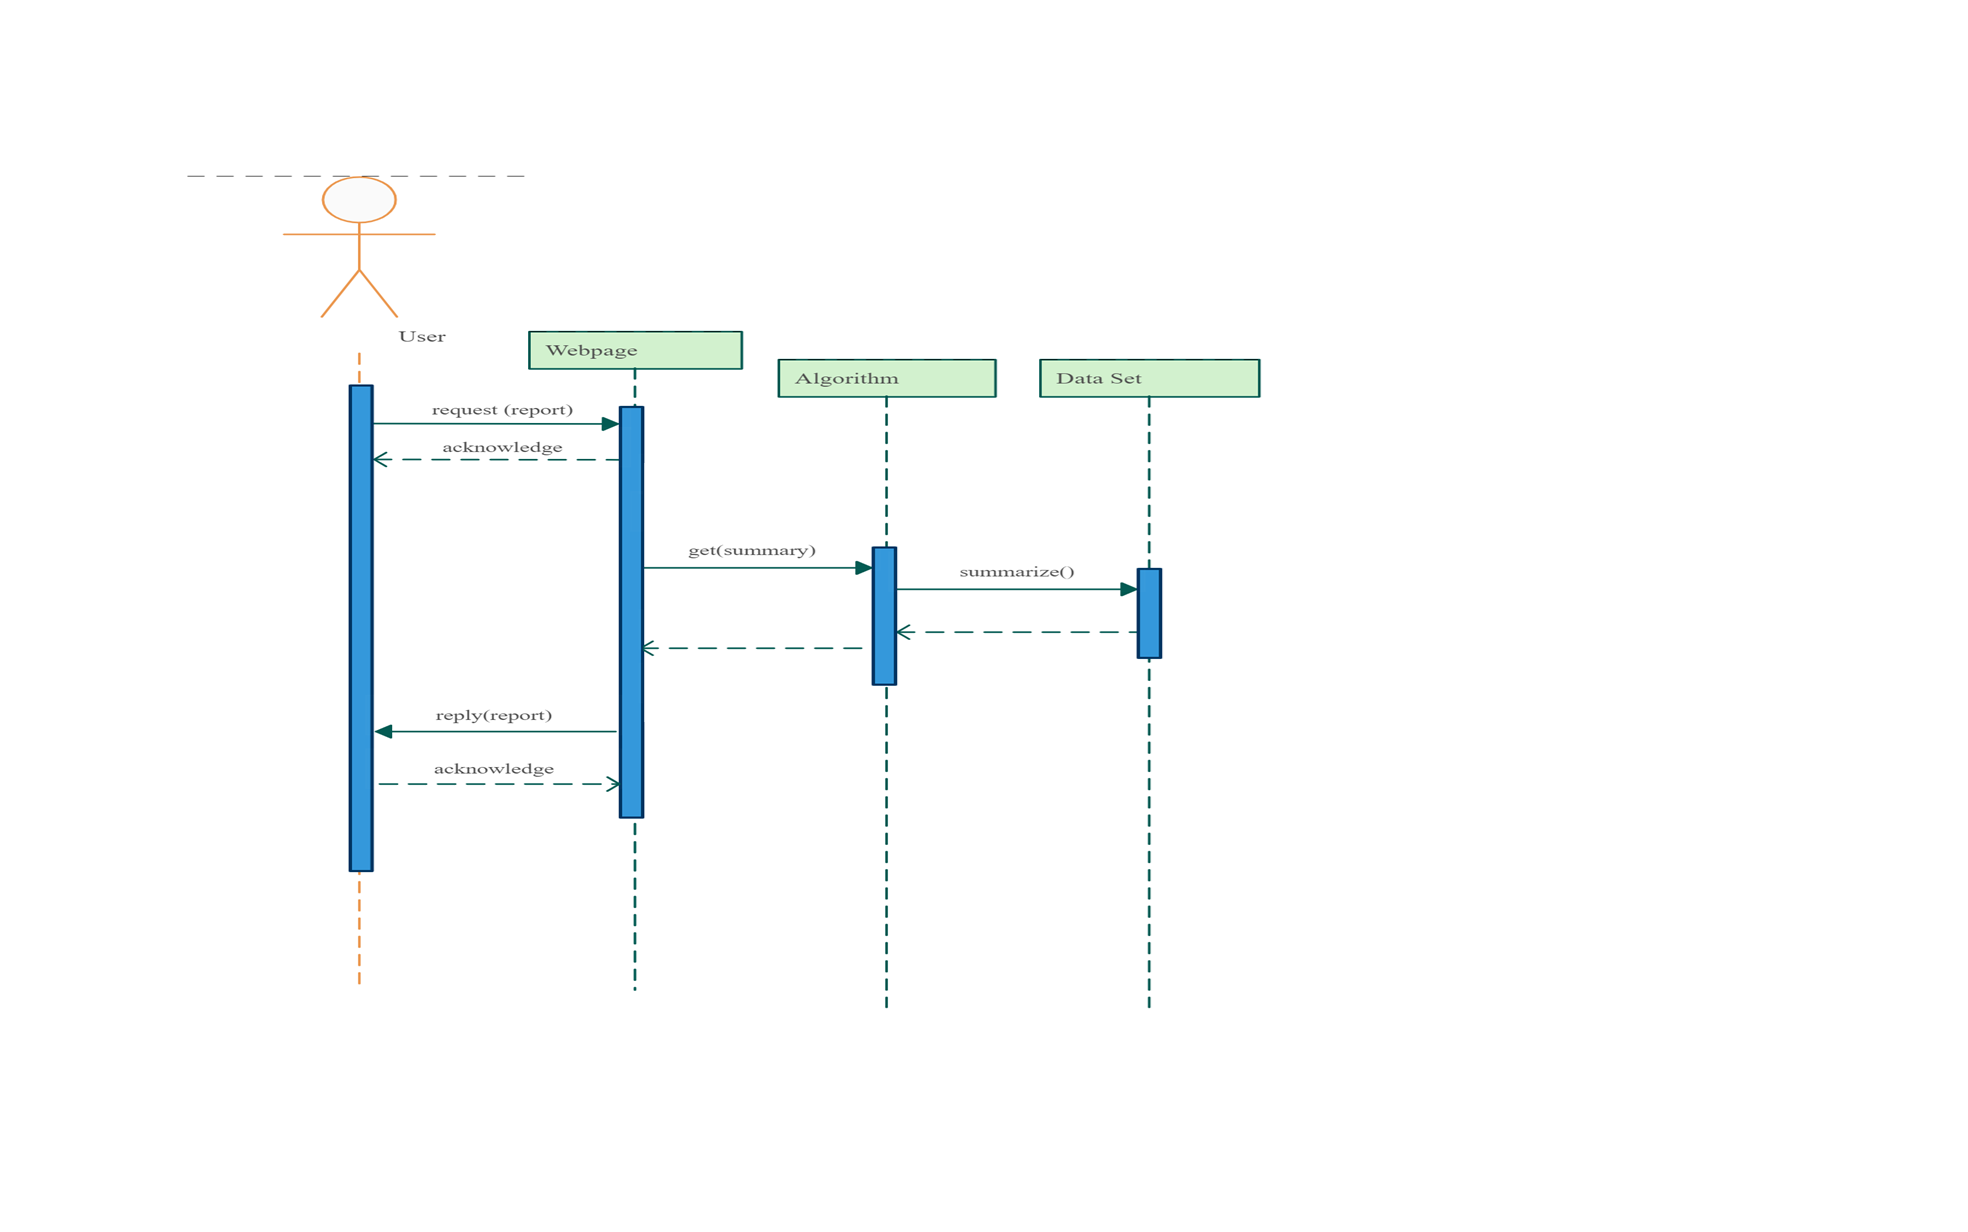 User
Webpage
Algorithm
Data Set
request (report)
acknowledge
get(summary)
summarize()
reply(report)
acknowledge